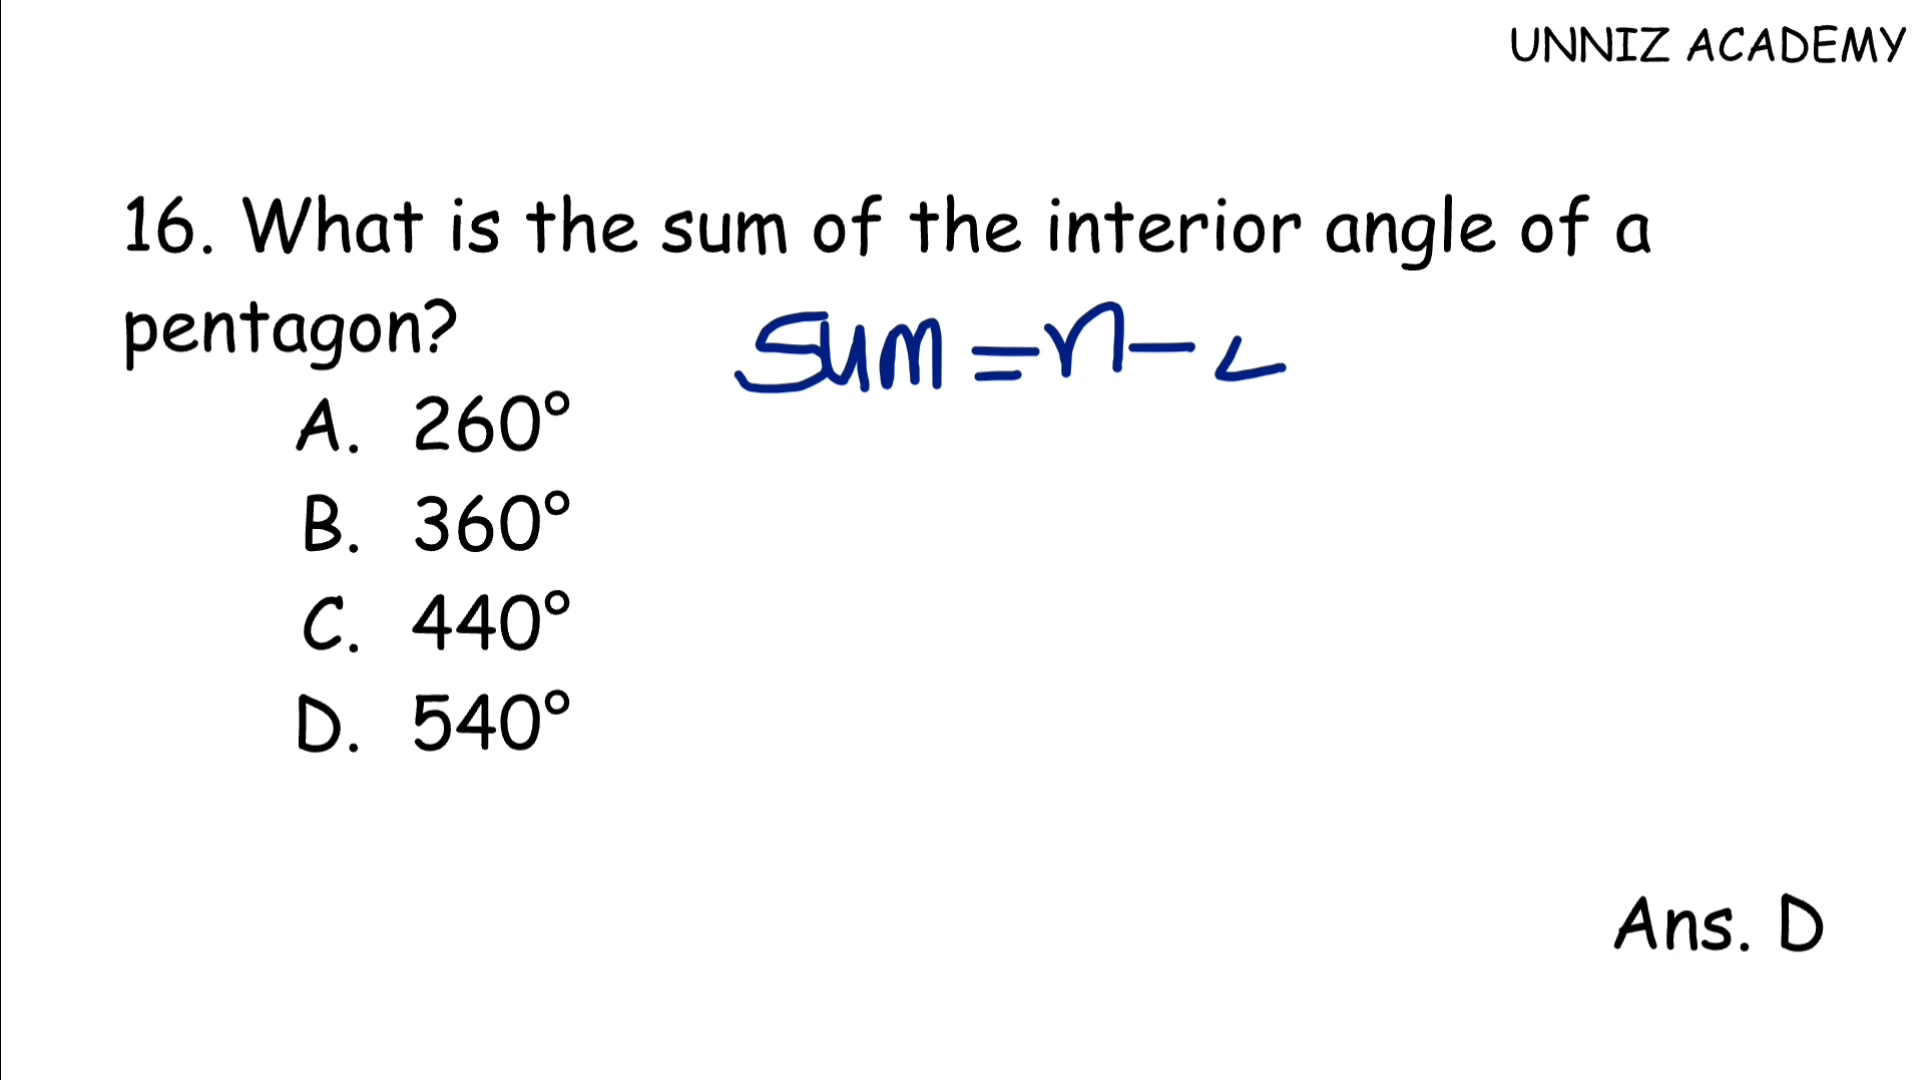 UNNIZ ACADEMY
16. What is the sum of the interior angle of a
pentagon?
sum = n -
A. 260°
B. 360°
C. 440°
D. 540°
Ans. D